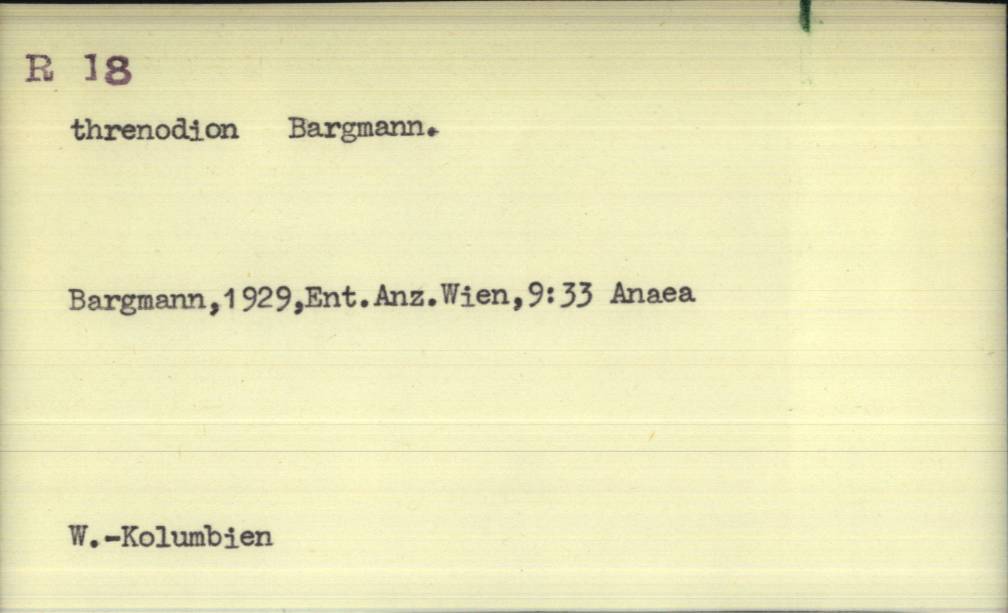 R 18
threnodion Bargmann.
Bargmann,1929,Ent.Anz.Wien,9:33 Anaea
W.-Kolumbien